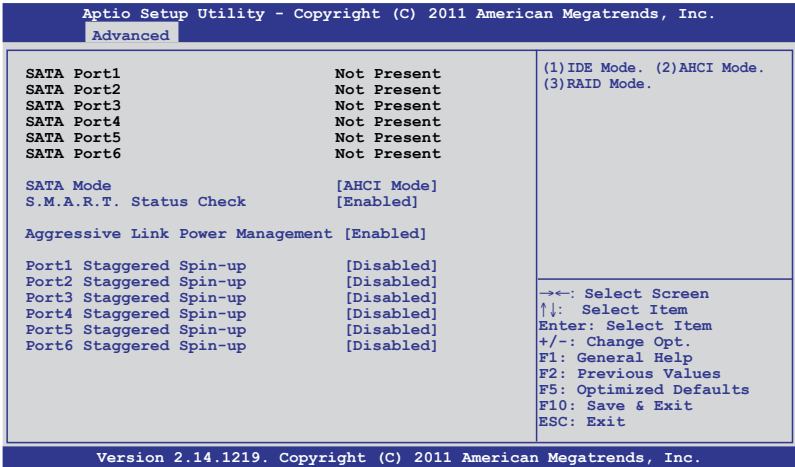 Aptio Setup Utility - Copyright (C) 2011 American Megatrends, Inc.
Advanced
SATA Port1 Not Present
SATA Port2 Not Present
SATA Port3 Not Present
SATA Port4 Not Present
SATA Port5 Not Present
SATA Port6 Not Present
SATA Mode [AHCI Mode]
S.M.A.R.T. Status Check [Enabled]
Aggressive Link Power Management [Enabled]
Port1 Staggered Spin-up [Disabled]
Port2 Staggered Spin-up [Disabled]
Port3 Staggered Spin-up [Disabled]
Port4 Staggered Spin-up [Disabled]
Port5 Staggered Spin-up [Disabled]
Port6 Staggered Spin-up [Disabled]
(1)IDE Mode. (2)AHCI Mode.
(3)RAID Mode.
→←: Select Screen
↑↓: Select Item
Enter: Select Item
+/-: Change Opt.
F1: General Help
F2: Previous Values
F5: Optimized Defaults
F10: Save & Exit
ESC: Exit
Version 2.14.1219. Copyright (C) 2011 American Megatrends, Inc.